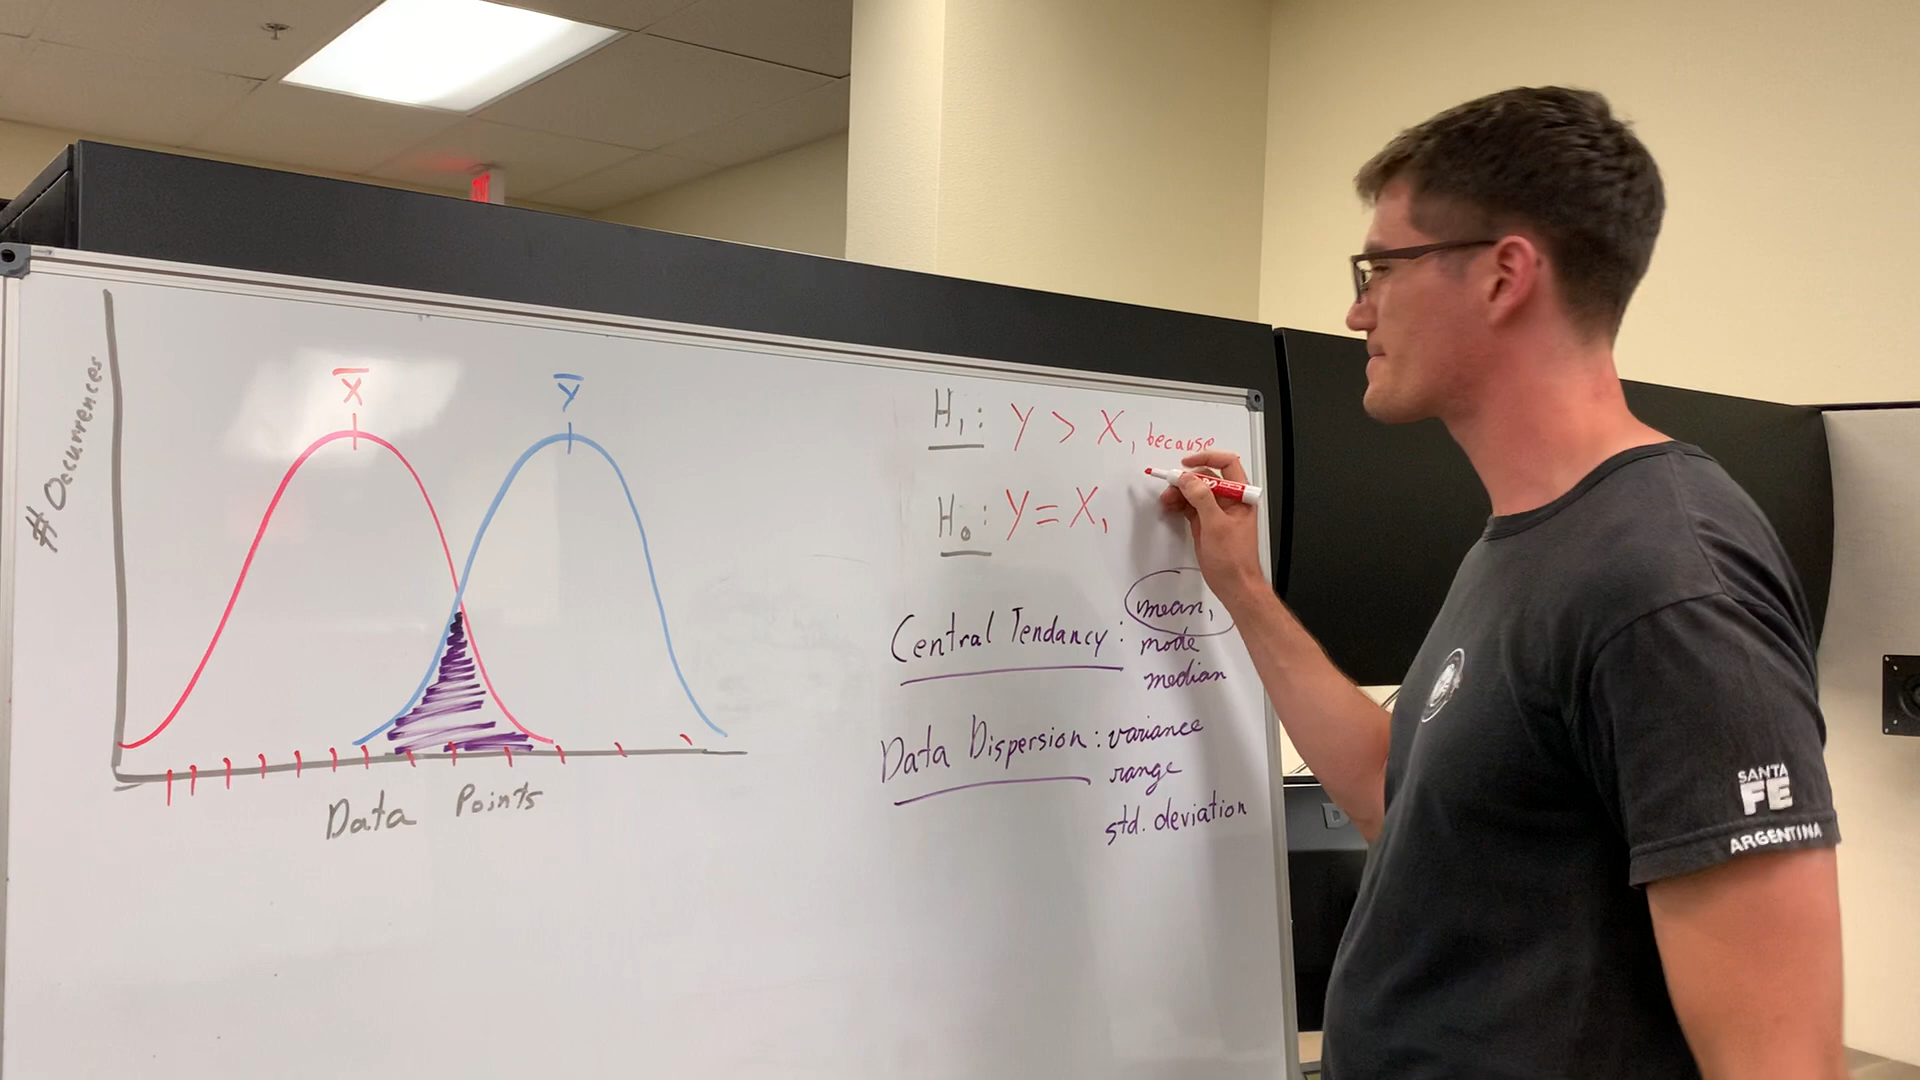 # Occurrences
X
Y
Data Points
H₁: Y > X, because
H₀: Y = X,
Central Tendancy: mean,
mode
median
Data Dispersion: variance
range
std. deviation
SANTA
FE
ARGENTINA